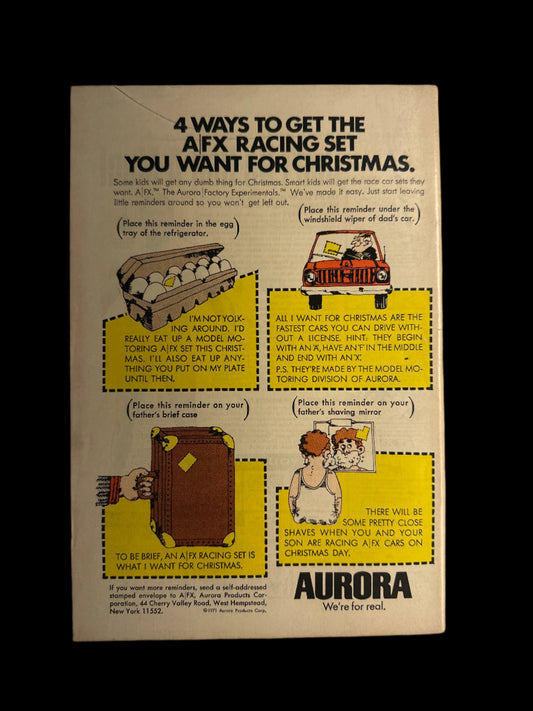 4 WAYS TO GET THE
A/FX RACING SET
YOU WANT FOR CHRISTMAS.
Some kids will get any dumb thing for Christmas. Smart kids will get the race car sets they
want. A/FX.™ The Aurora Factory Experimentals.™ We've made it easy. Just start leaving
little reminders around so you won't get left out.
(Place this reminder in the egg
tray of the refrigerator.)
I'M NOT YOLK-
ING AROUND. I'D
REALLY EAT UP A MODEL MO-
TORING A/FX SET THIS CHRIST-
MAS. I'LL ALSO EAT UP ANY-
THING YOU PUT ON MY PLATE
UNTIL THEN.
(Place this reminder under the
windshield wiper of dad's car.)
ALL I WANT FOR CHRISTMAS ARE THE
FASTEST CARS YOU CAN DRIVE WITH-
OUT A LICENSE. HINT: THEY BEGIN
WITH AN 'A', HAVE AN 'F' IN THE MIDDLE
AND END WITH AN 'X'.
P.S. THEY'RE MADE BY THE MODEL MO-
TORING DIVISION OF AURORA.
(Place this reminder on your
father's brief case)
TO BE BRIEF, AN A/FX RACING SET IS
WHAT I WANT FOR CHRISTMAS.
(Place this reminder on your
father's shaving mirror)
THERE WILL BE
SOME PRETTY CLOSE
SHAVES WHEN YOU AND YOUR
SON ARE RACING A/FX CARS ON
CHRISTMAS DAY.
If you want more reminders, send a self-addressed
stamped envelope to A/FX, Aurora Products Cor-
poration, 44 Cherry Valley Road, West Hempstead,
New York 11552.
©1971 Aurora Products Corp.
AURORA
We're for real.